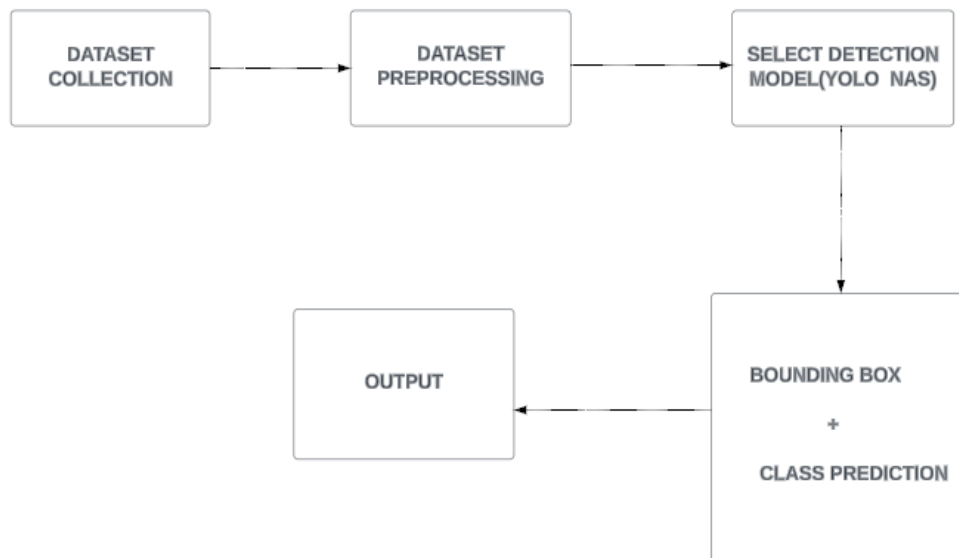 DATASET
COLLECTION
DATASET
PREPROCESSING
SELECT DETECTION
MODEL(YOLO NAS)
BOUNDING BOX
+
CLASS PREDICTION
OUTPUT